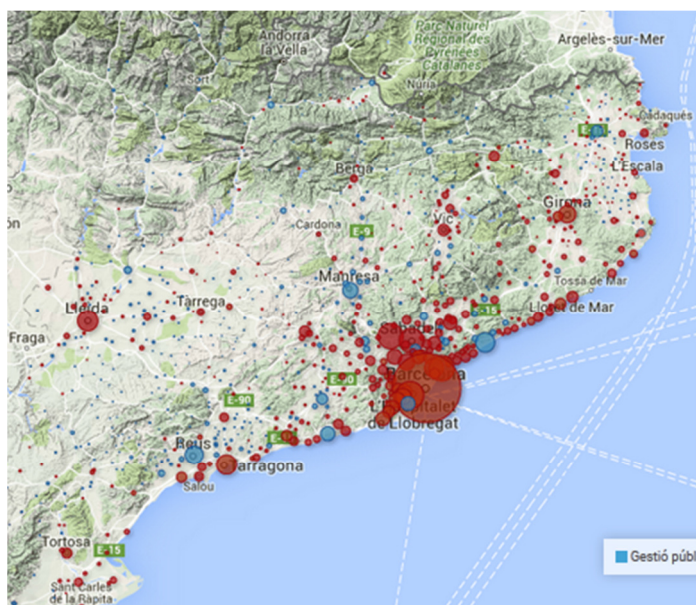 Parc Naturel
Régional des
Pyrénées
Catalanes
Argelès-sur-Mer
Andorra
la Vella
Sort
Núria
Cadaqués
Roses
L'Escala
Berga
Vic
Girona
Cardona
E-9
Manresa
Tossa de Mar
Lloret de Mar
E-15
Lleida
Tàrrega
Fraga
Sabadell
Barcelona
E-90
E-90
L'Hospitalet
de Llobregat
Reus
Tarragona
Salou
Tortosa
E-15
Gestió públ
Sant Carles
de la Ràpita